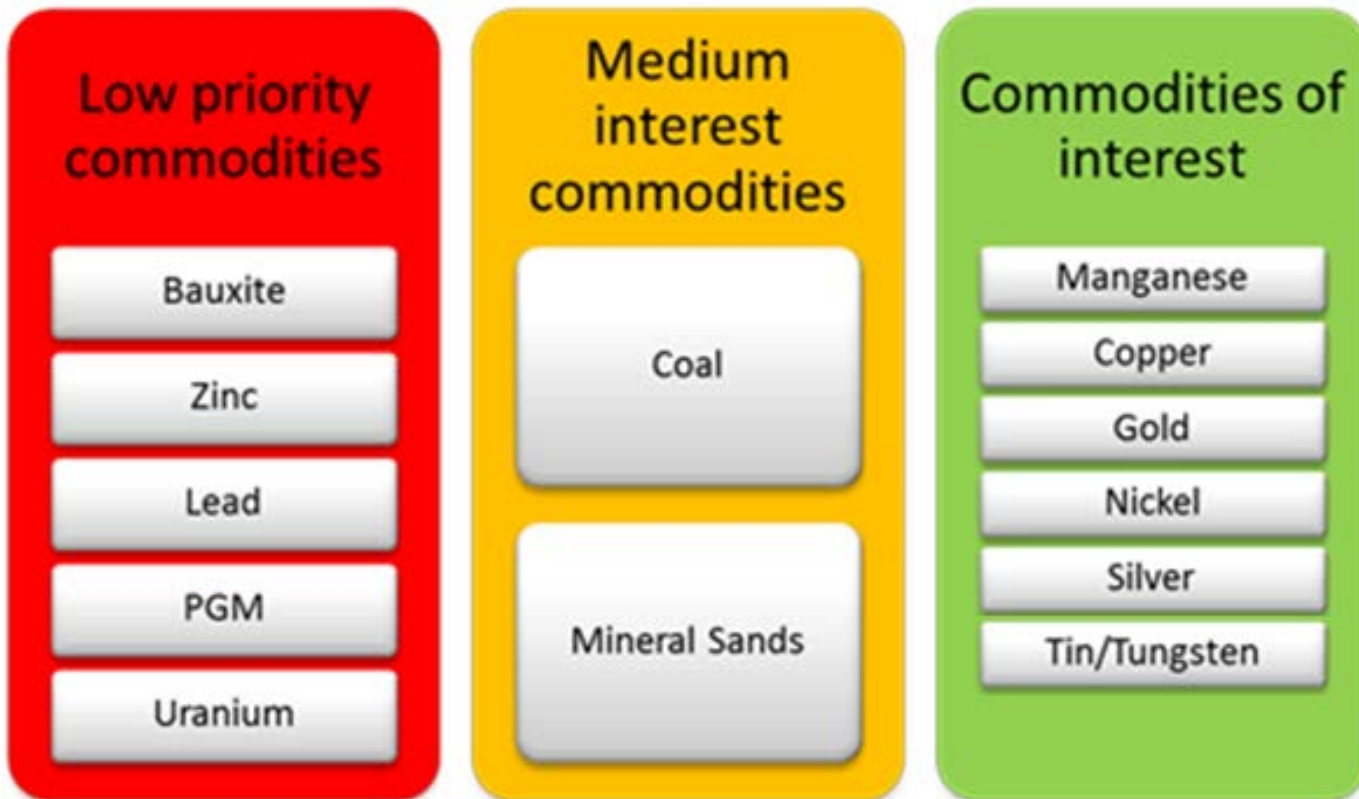 Low priority
commodities
Bauxite
Zinc
Lead
PGM
Uranium
Medium
interest
commodities
Coal
Mineral Sands
Commodities of
interest
Manganese
Copper
Gold
Nickel
Silver
Tin/Tungsten